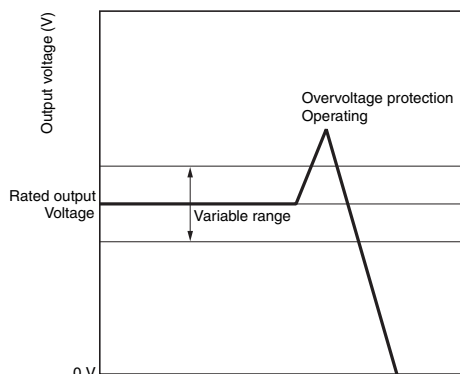 Output voltage (V)
Overvoltage protection
Operating
Rated output
Voltage
Variable range
0 V